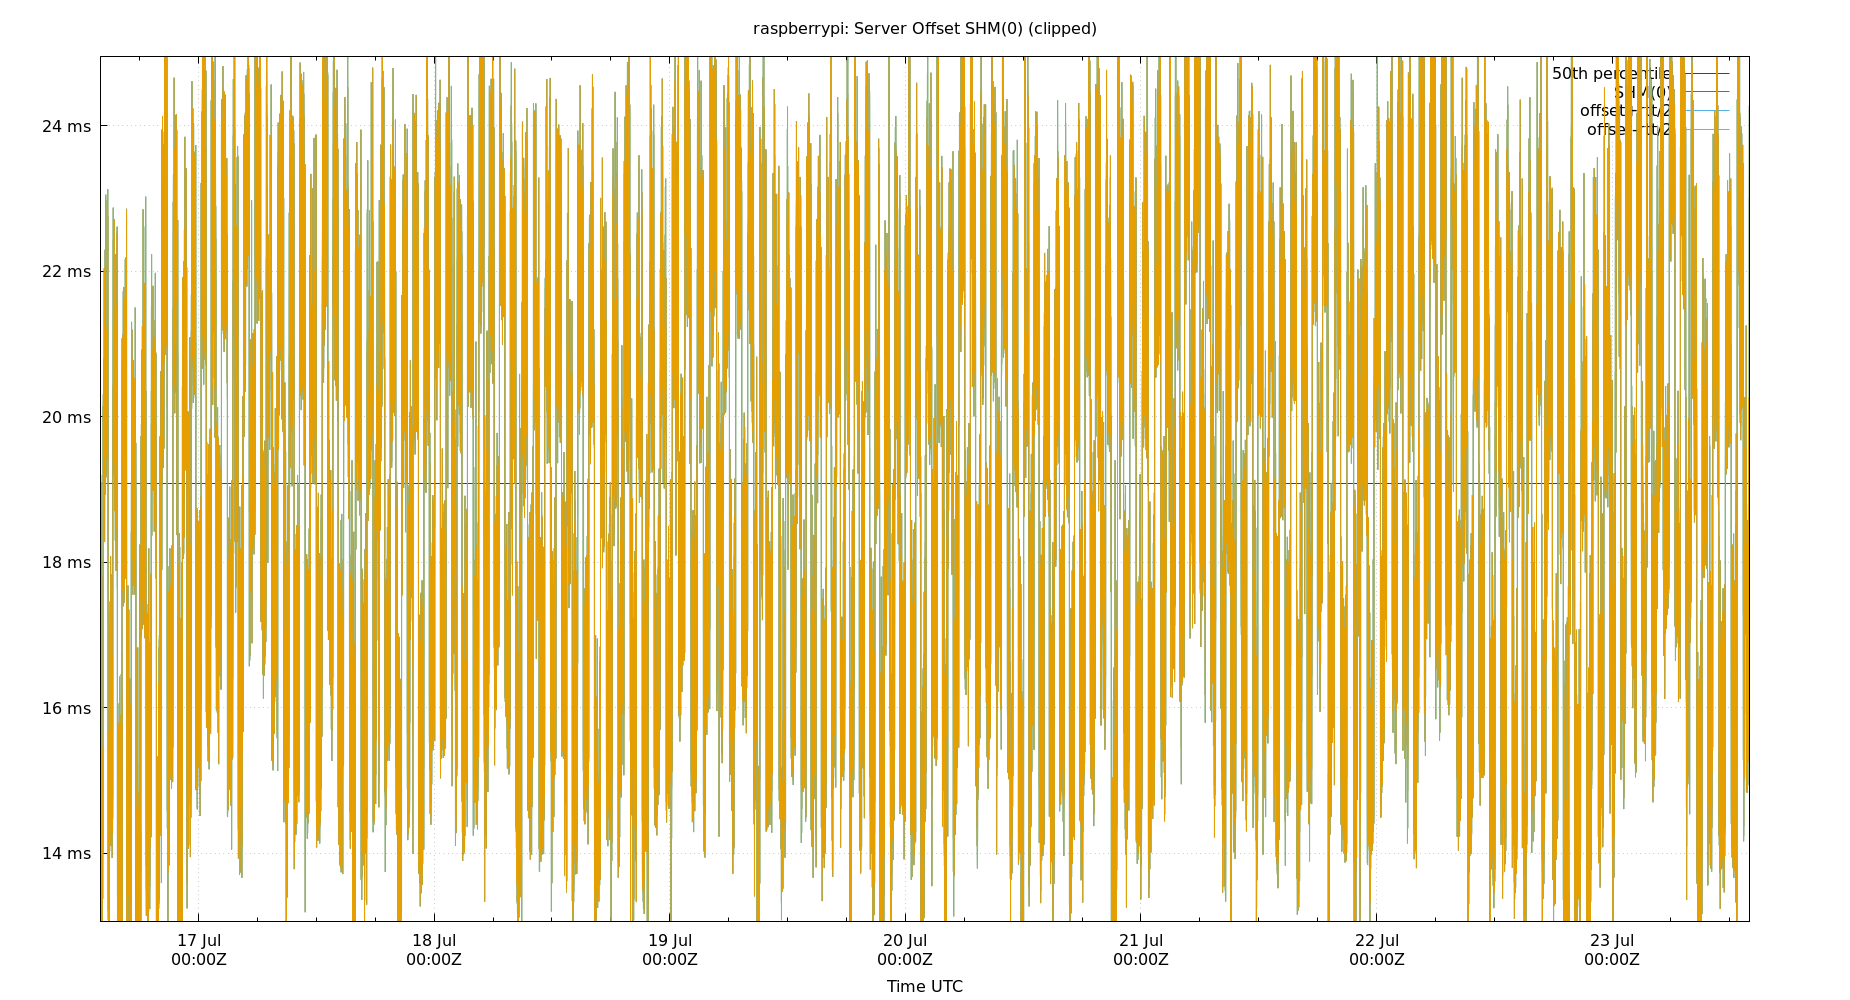 raspberrypi: Server Offset SHM(0) (clipped)
50th percentile
SHM(0)
offset+rtt/2
offset-rtt/2
24 ms
22 ms
20 ms
18 ms
16 ms
14 ms
17 Jul 18 Jul 19 Jul 20 Jul 21 Jul 22 Jul 23 Jul
00:00Z 00:00Z 00:00Z 00:00Z 00:00Z 00:00Z 00:00Z
Time UTC